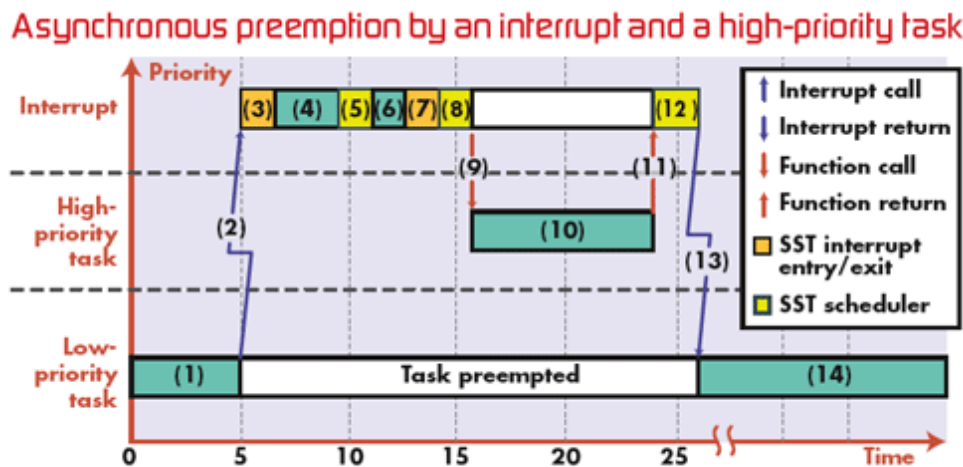 Asynchronous preemption by an interrupt and a high-priority task
Priority
Interrupt
(3) (4) (5) (6) (7) (8) (12)
Interrupt call
Interrupt return
Function call
Function return
SST interrupt
entry/exit
SST scheduler
(9) (11)
High-
priority
task
(2) (10) (13)
Low-
priority
task
(1) Task preempted (14)
0 5 10 15 20 25 Time